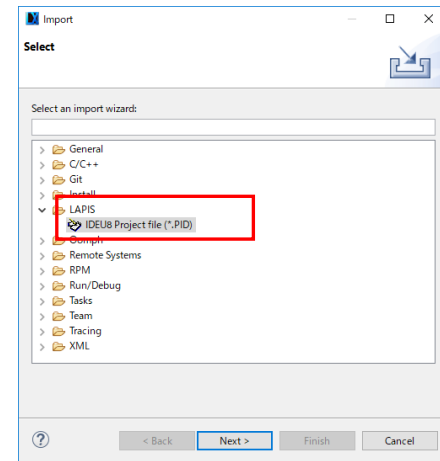 Import
Select
Select an import wizard:
General
C/C++
Git
Install
LAPIS
IDEU8 Project file (*.PID)
Oomph
Remote Systems
RPM
Run/Debug
Tasks
Team
Tracing
XML
< Back Next > Finish Cancel